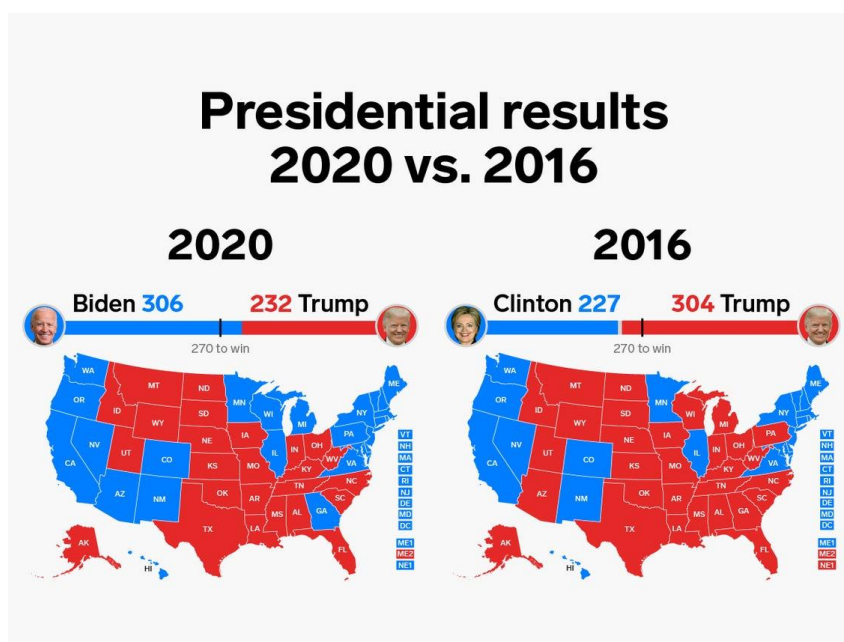 Presidential results
2020 vs. 2016
2020
Biden 306
232 Trump
270 to win
WA
OR
CA
NV
ID
MT
WY
UT
AZ
CO
NM
ND
SD
NE
KS
OK
TX
MN
IA
MO
AR
LA
WI
IL
MI
IN
OH
KY
TN
MS
AL
GA
FL
SC
NC
WV
VA
PA
NY
ME
AK
HI
VT
NH
MA
CT
RI
NJ
DE
MD
DC
ME1
ME2
NE1
2016
Clinton 227
304 Trump
270 to win
WA
OR
CA
NV
ID
MT
WY
UT
AZ
CO
NM
ND
SD
NE
KS
OK
TX
MN
IA
MO
AR
LA
WI
IL
MI
IN
OH
KY
TN
MS
AL
GA
FL
SC
NC
WV
VA
PA
NY
ME
AK
HI
VT
NH
MA
CT
RI
NJ
DE
MD
DC
ME1
ME2
NE1